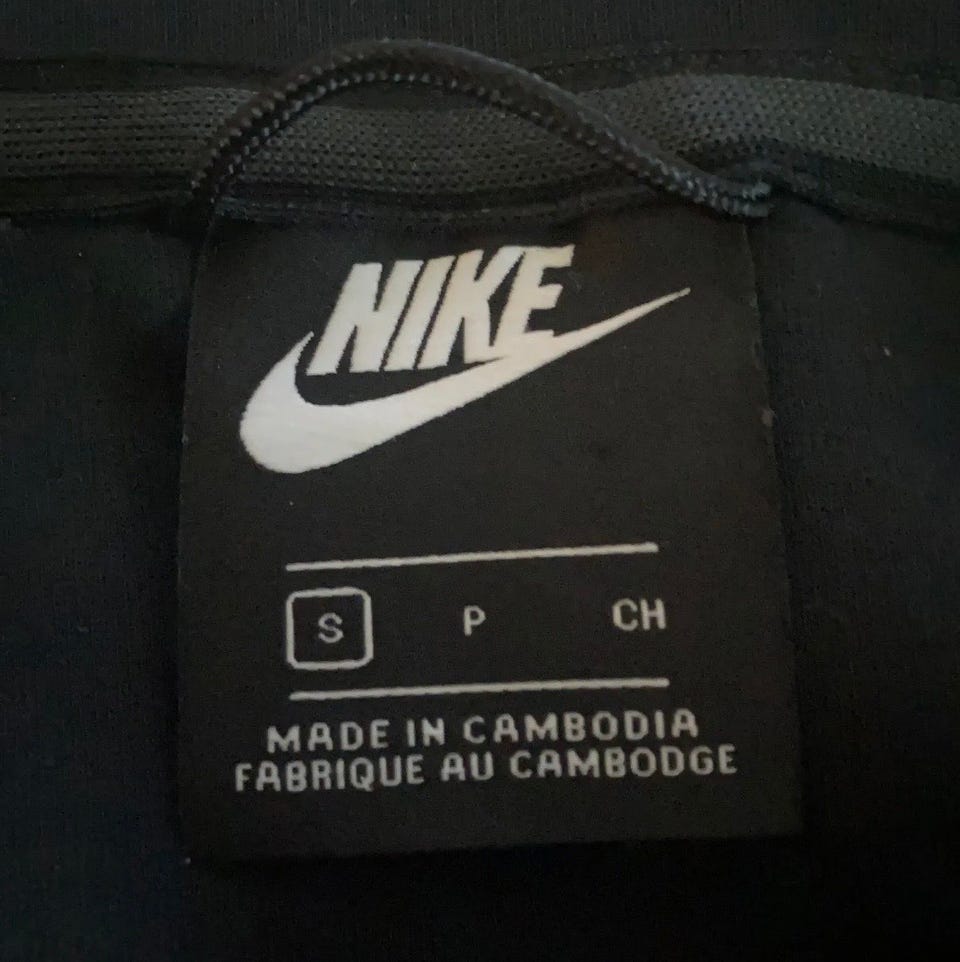 NIKE
S P CH
MADE IN CAMBODIA
FABRIQUE AU CAMBODGE